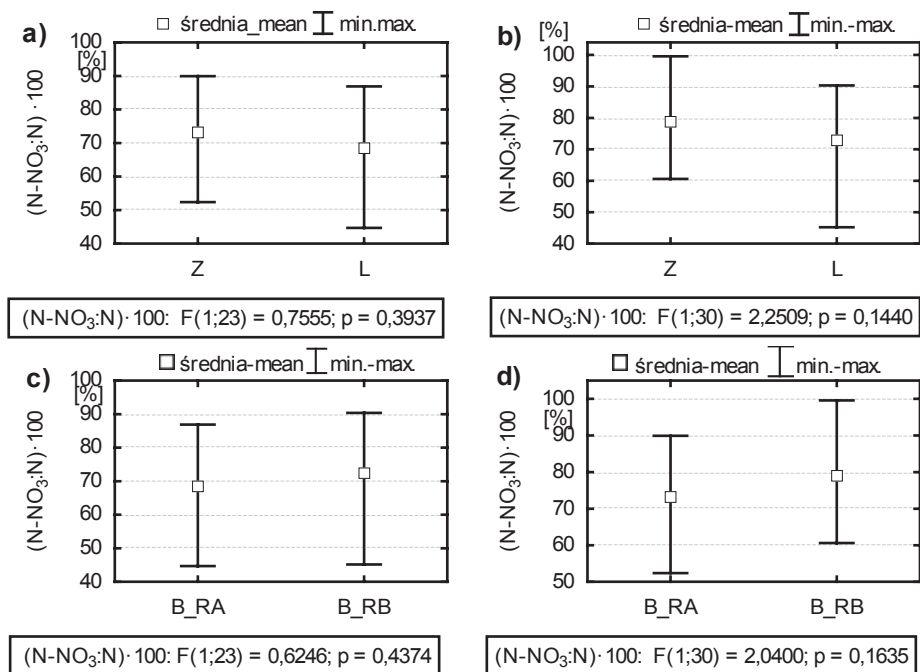 a)
□ średnia_mean ⌶ min.max.
[%]
(N-NO₃:N) · 100
100
90
80
70
60
50
40
Z L
(N-NO₃:N) · 100: F(1;23) = 0,7555; p = 0,3937
b)
[%] □ średnia-mean ⌶ min.-max.
(N-NO₃:N) · 100
100
90
80
70
60
50
40
Z L
(N-NO₃:N) · 100: F(1;30) = 2,2509; p = 0,1440
c)
□ średnia-mean ⌶ min.-max.
[%]
(N-NO₃:N) · 100
100
90
80
70
60
50
40
B_RA B_RB
(N-NO₃:N) · 100: F(1;23) = 0,6246; p = 0,4374
d)
□ średnia-mean ⌶ min.-max.
[%]
(N-NO₃:N) · 100
100
90
80
70
60
50
B_RA B_RB
(N-NO₃:N) · 100: F(1;30) = 2,0400; p = 0,1635